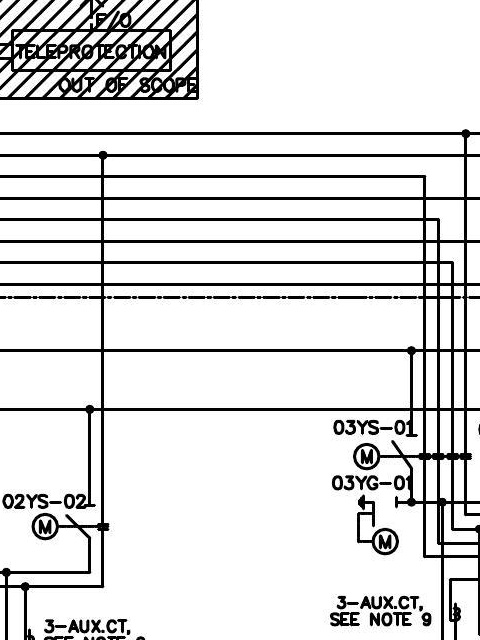 F/O
TELEPROTECTION
OUT OF SCOPE
03YS-01
M
03YG-01
02YS-02
M
M
3-AUX.CT,
SEE NOTE 9
3-AUX.CT,
SEE NOTE